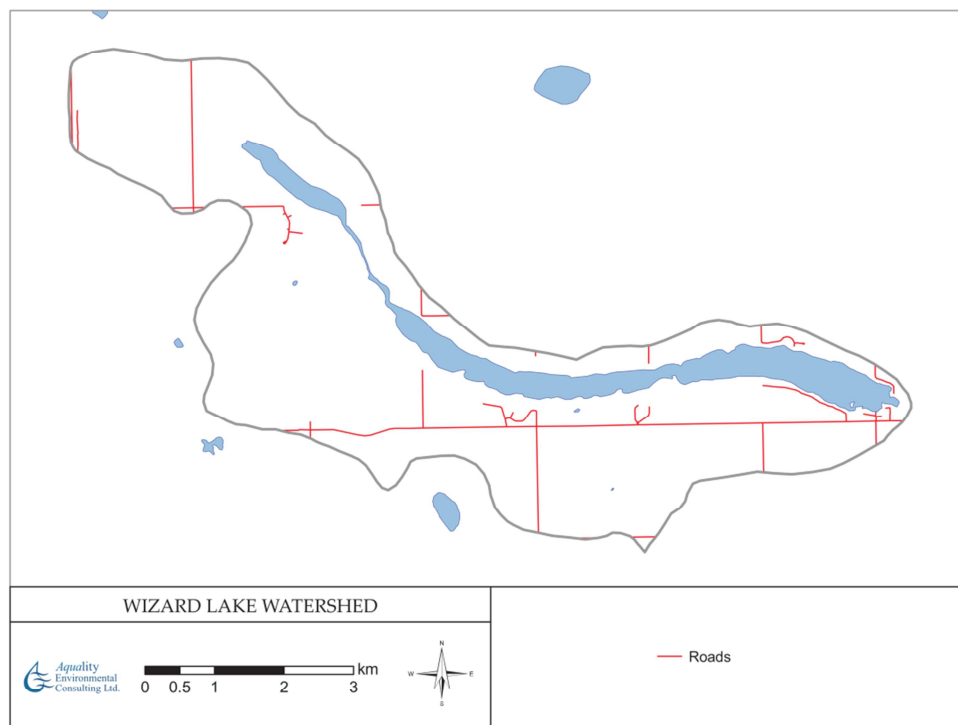 WIZARD LAKE WATERSHED
Aquality
Environmental
Consulting Ltd.
km
0 0.5 1 2 3
N
W E
S
Roads